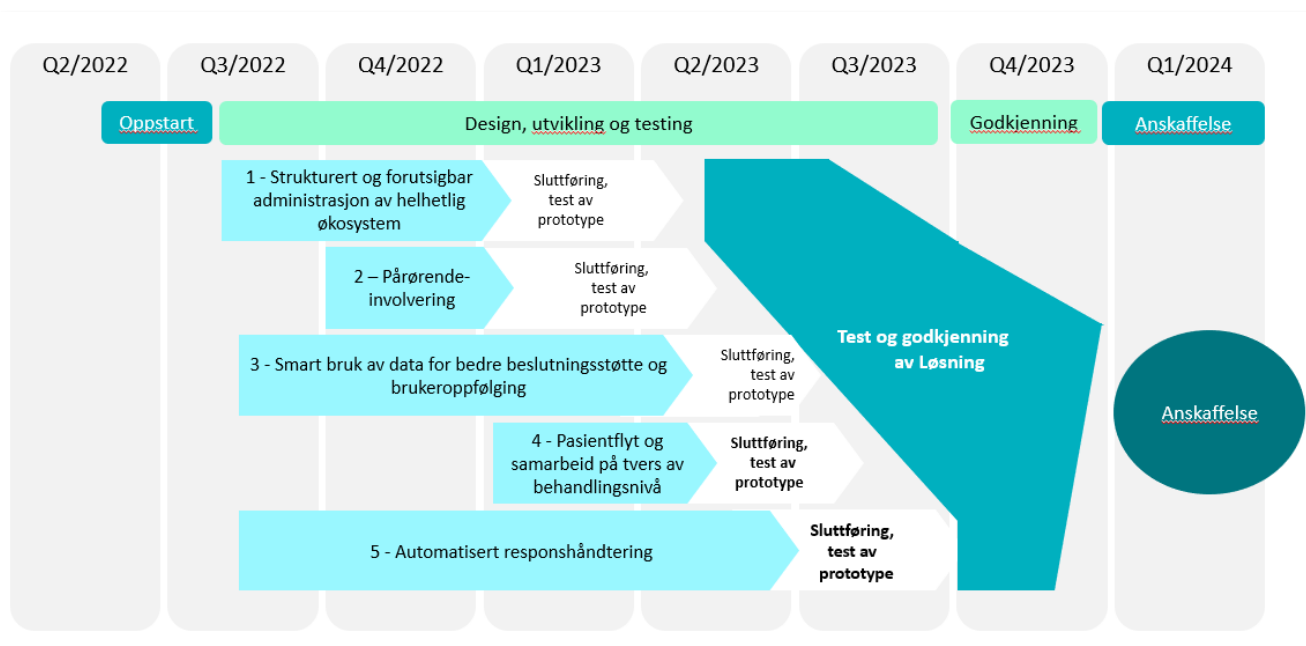 Q2/2022
Q3/2022
Q4/2022
Q1/2023
Q2/2023
Q3/2023
Q4/2023
Q1/2024
Oppstart
Design, utvikling og testing
Godkjenning
Anskaffelse
1 - Strukturert og forutsigbar
administrasjon av helhetlig
økosystem
Sluttføring,
test av
prototype
2 – Pårørende-
involvering
Sluttføring,
test av
prototype
3 - Smart bruk av data for bedre beslutningsstøtte og
brukeroppfølging
Sluttføring,
test av
prototype
Test og godkjenning
av Løsning
4 - Pasientflyt og
samarbeid på tvers av
behandlingsnivå
Sluttføring,
test av
prototype
Anskaffelse
5 - Automatisert responshåndtering
Sluttføring,
test av
prototype